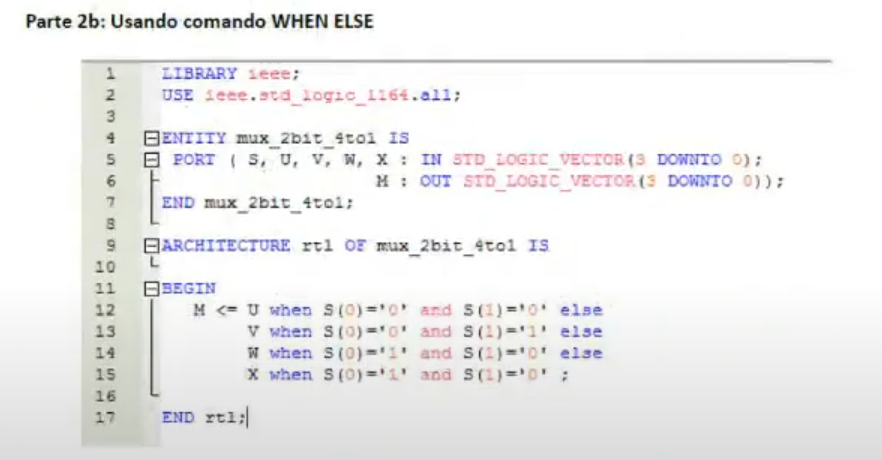 Parte 2b: Usando comando WHEN ELSE
1 LIBRARY ieee;
2 USE ieee.std_logic_1164.all;
3
4 ENTITY mux_2bit_4to1 IS
5 PORT ( S, U, V, W, X : IN STD_LOGIC_VECTOR(3 DOWNTO 0);
6 M : OUT STD_LOGIC_VECTOR(3 DOWNTO 0));
7 END mux_2bit_4to1;
8
9 ARCHITECTURE rtl OF mux_2bit_4to1 IS
10
11 BEGIN
12 M <= U when S(0)='0' and S(1)='0' else
13 V when S(0)='0' and S(1)='1' else
14 W when S(0)='1' and S(1)='0' else
15 X when S(0)='1' and S(1)='0' ;
16
17 END rtl;